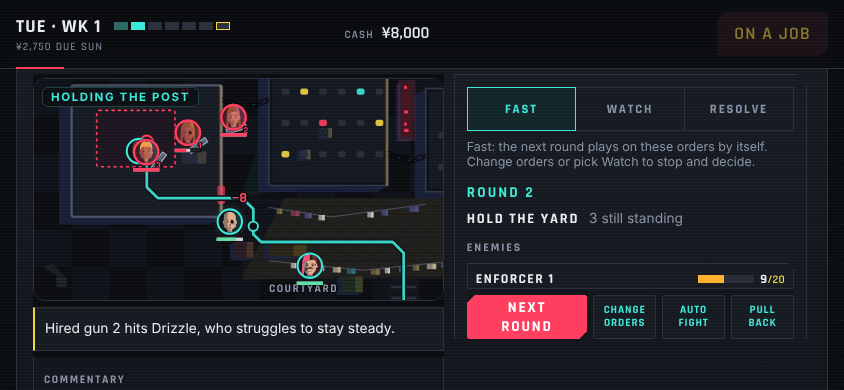 TUE · WK 1
¥2,750 DUE SUN
CASH ¥8,000
ON A JOB
HOLDING THE POST
2
1
3
-8
COURTYARD
Hired gun 2 hits Drizzle, who struggles to stay steady.
COMMENTARY
FAST WATCH RESOLVE
Fast: the next round plays on these orders by itself.
Change orders or pick Watch to stop and decide.
ROUND 2
HOLD THE YARD 3 still standing
ENEMIES
ENFORCER 1 9/20
NEXT
ROUND
CHANGE
ORDERS
AUTO
FIGHT
PULL
BACK